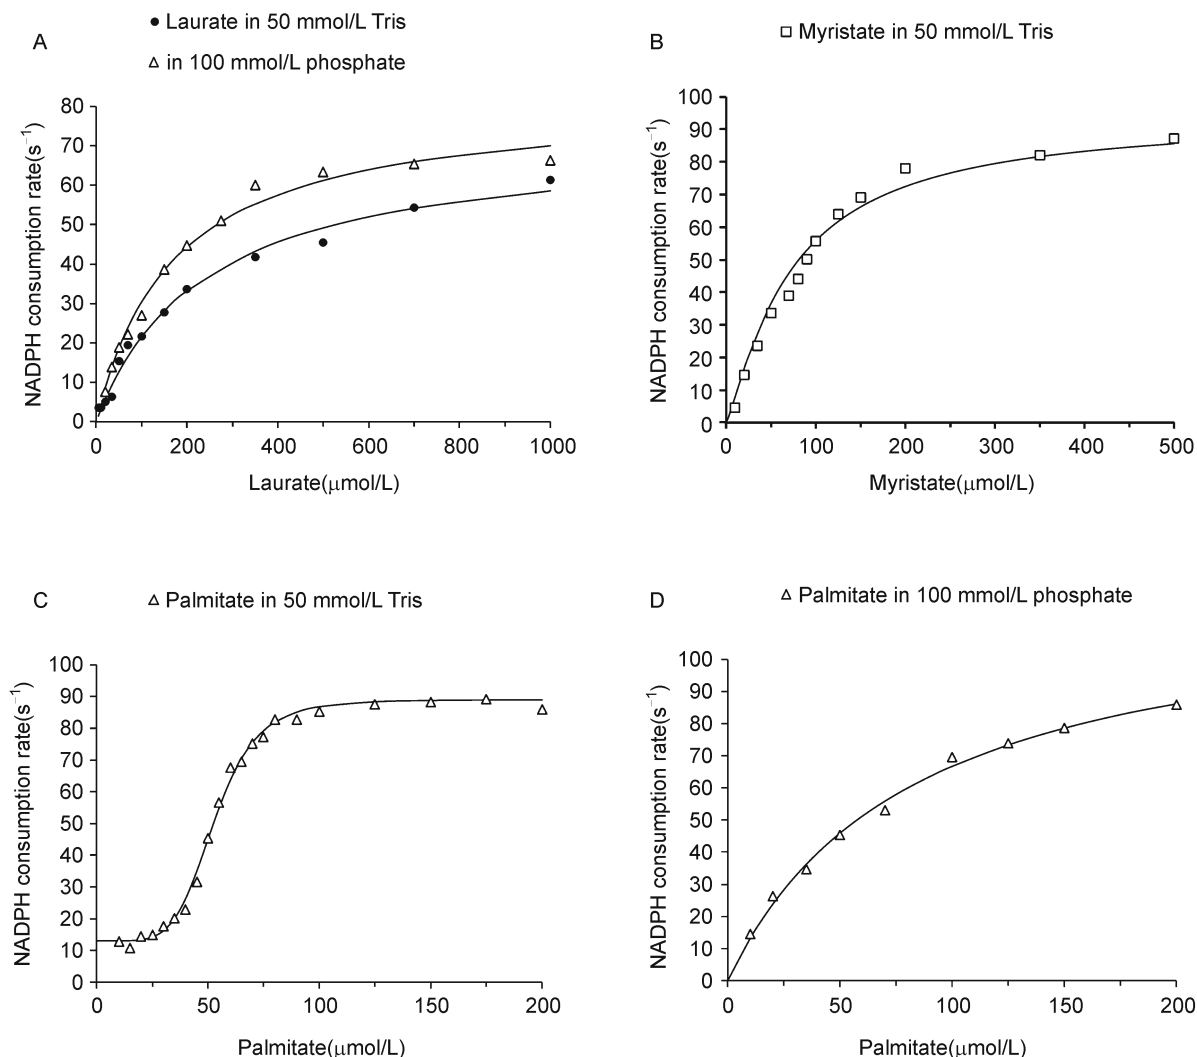 A
Laurate in 50 mmol/L Tris
in 100 mmol/L phosphate
NADPH consumption rate(s⁻¹)
80
70
60
50
40
30
20
10
0
0 200 400 600 800 1000
Laurate(μmol/L)
B
Myristate in 50 mmol/L Tris
NADPH consumption rate(s⁻¹)
100
90
80
70
60
50
40
30
20
10
0
0 100 200 300 400 500
Myristate(μmol/L)
C
Palmitate in 50 mmol/L Tris
NADPH consumption rate(s⁻¹)
100
90
80
70
60
50
40
30
20
10
0
0 50 100 150 200
Palmitate(μmol/L)
D
Palmitate in 100 mmol/L phosphate
NADPH consumption rate(s⁻¹)
100
90
80
70
60
50
40
30
20
10
0
0 50 100 150 200
Palmitate(μmol/L)